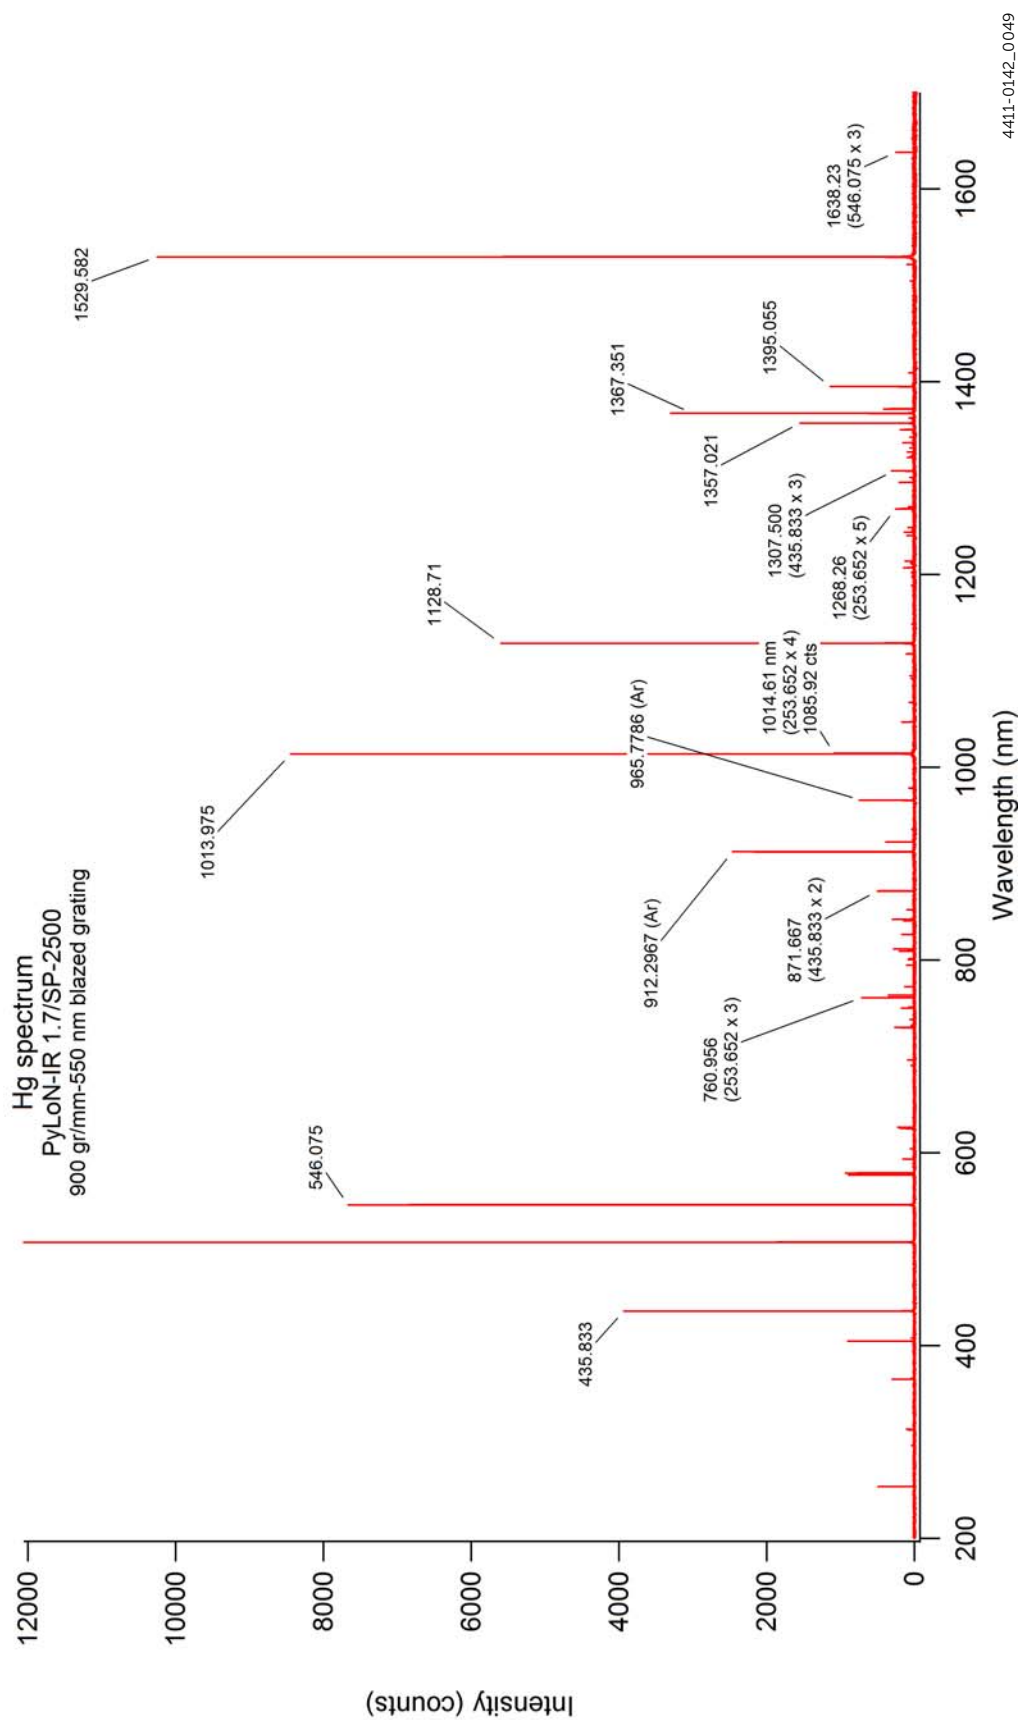 Hg spectrum
PyLoN-IR 1.7/SP-2500
900 gr/mm-550 nm blazed grating
12000
10000
8000
6000
4000
2000
0
Intensity (counts)
435.833
546.075
760.956
(253.652 x 3)
871.667
(435.833 x 2)
912.2967 (Ar)
965.7786 (Ar)
1013.975
1014.61 nm
(253.652 x 4)
1085.92 cts
1128.71
1268.26
(253.652 x 5)
1307.500
(435.833 x 3)
1357.021
1367.351
1395.055
1529.582
1638.23
(546.075 x 3)
200
400
600
800
1000
1200
1400
1600
Wavelength (nm)
4411-0142_0049